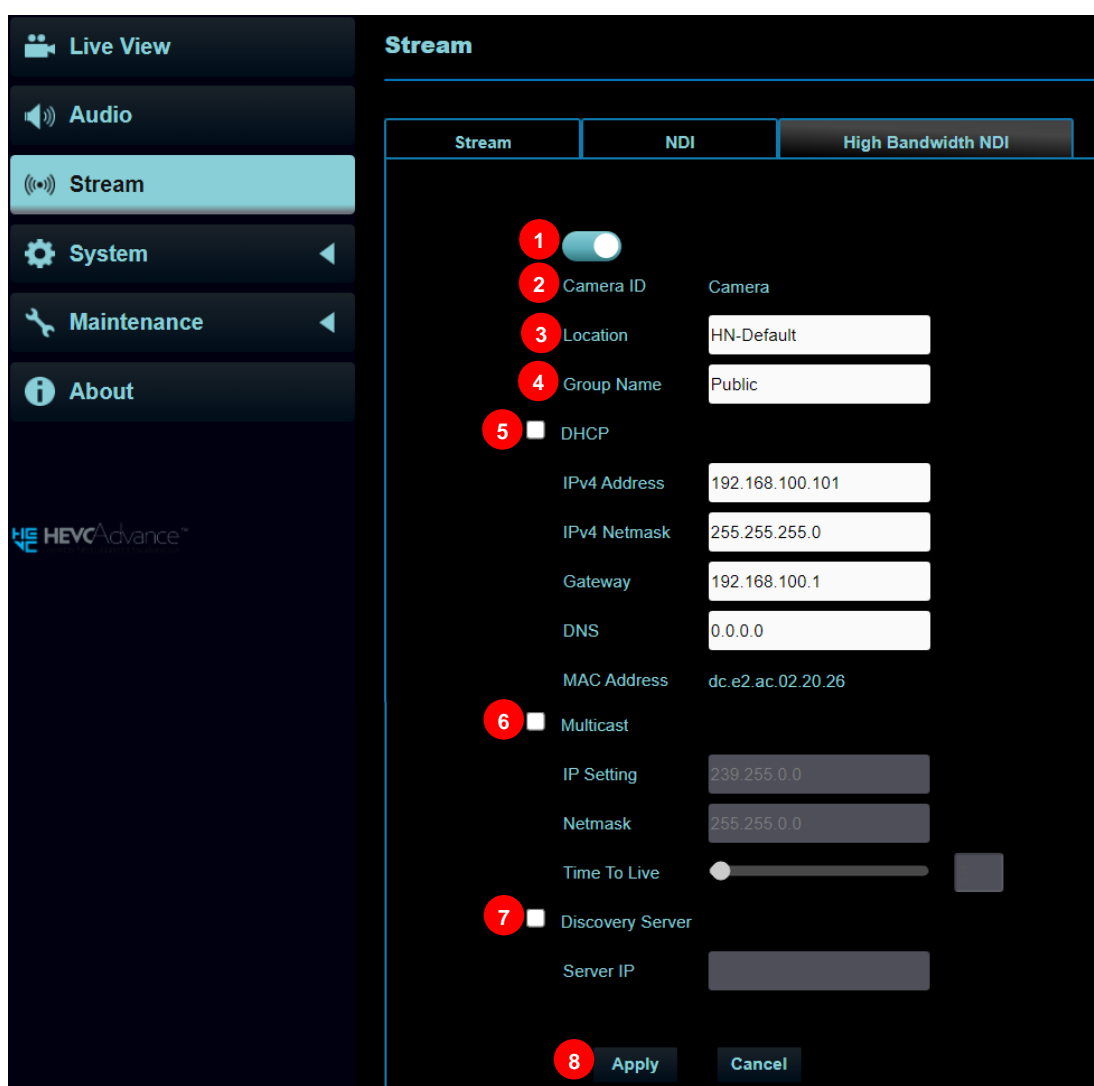 Live View
Audio
Stream
System
Maintenance
About
HEVCAdvance™
Stream
Stream NDI High Bandwidth NDI
1
2 Camera ID Camera
3 Location HN-Default
4 Group Name Public
5 DHCP
IPv4 Address 192.168.100.101
IPv4 Netmask 255.255.255.0
Gateway 192.168.100.1
DNS 0.0.0.0
MAC Address dc.e2.ac.02.20.26
6 Multicast
IP Setting 239.255.0.0
Netmask 255.255.0.0
Time To Live
7 Discovery Server
Server IP
8 Apply Cancel